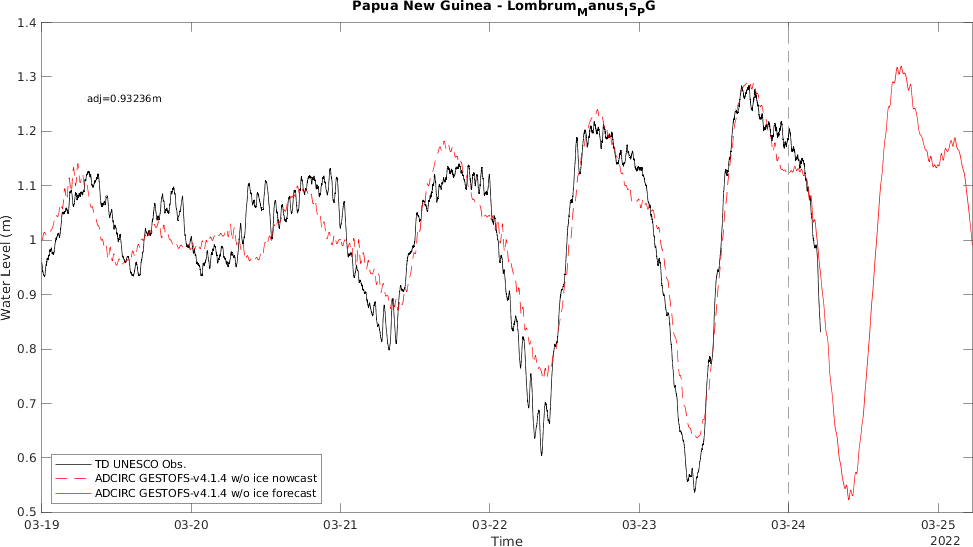 Papua New Guinea - LombrumManusIsPG
1.4
1.3
adj=0.93236m
1.2
1.1
1
0.9
0.8
0.7
0.6
0.5
Water Level (m)
TD UNESCO Obs.
ADCIRC GESTOFS-v4.1.4 w/o ice nowcast
ADCIRC GESTOFS-v4.1.4 w/o ice forecast
03-19 03-20 03-21 03-22 03-23 03-24 03-25
Time
2022